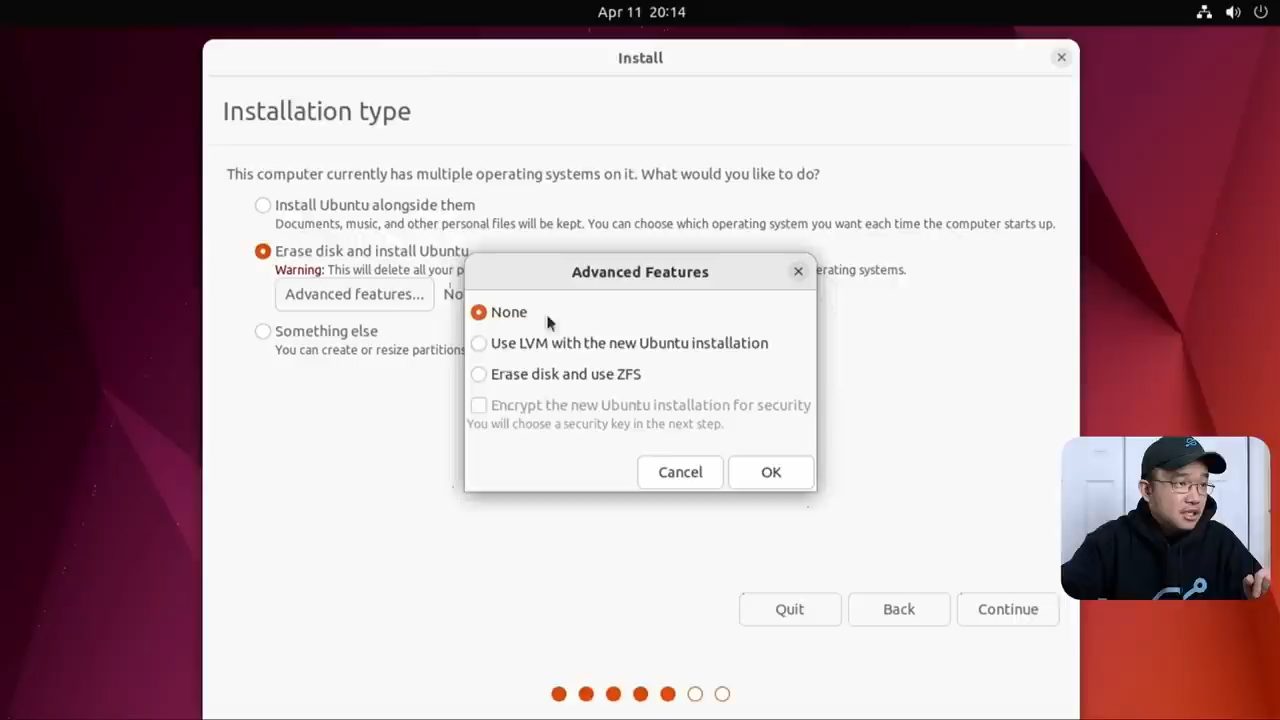 Apr 11 20:14
Install
Installation type
This computer currently has multiple operating systems on it. What would you like to do?
Install Ubuntu alongside them
Documents, music, and other personal files will be kept. You can choose which operating system you want each time the computer starts up.
Erase disk and install Ubuntu
Warning: This will delete all your p
erating systems.
Advanced features...
No
Something else
You can create or resize partitions
Advanced Features
None
Use LVM with the new Ubuntu installation
Erase disk and use ZFS
Encrypt the new Ubuntu installation for security
You will choose a security key in the next step.
Cancel
OK
Quit
Back
Continue